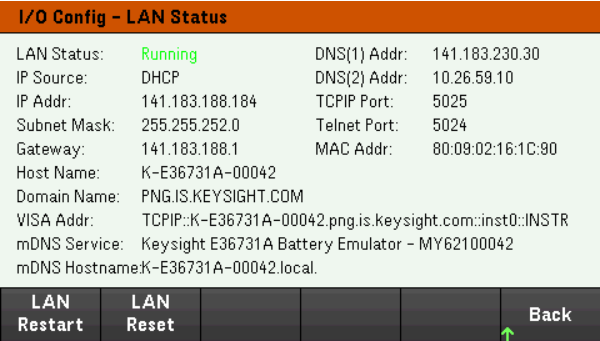 I/O Config – LAN Status
LAN Status: Running DNS(1) Addr: 141.183.230.30
IP Source: DHCP DNS(2) Addr: 10.26.59.10
IP Addr: 141.183.188.184 TCPIP Port: 5025
Subnet Mask: 255.255.252.0 Telnet Port: 5024
Gateway: 141.183.188.1 MAC Addr: 80:09:02:16:1C:90
Host Name: K-E36731A-00042
Domain Name: PNG.IS.KEYSIGHT.COM
VISA Addr: TCPIP::K-E36731A-00042.png.is.keysight.com::inst0::INSTR
mDNS Service: Keysight E36731A Battery Emulator – MY62100042
mDNS Hostname:K-E36731A-00042.local.
LAN Restart LAN Reset Back